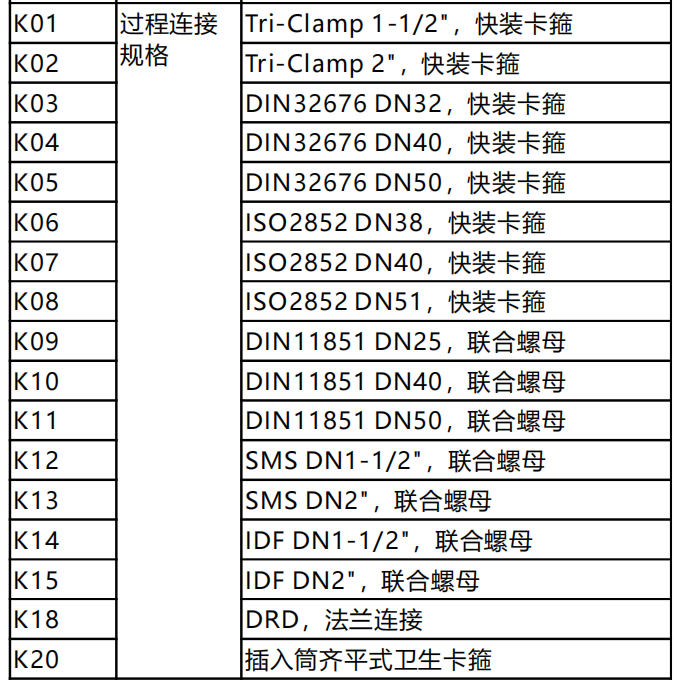 K01 过程连接 Tri-Clamp 1-1/2"，快装卡箍
规格
K02 Tri-Clamp 2"，快装卡箍
K03 DIN32676 DN32，快装卡箍
K04 DIN32676 DN40，快装卡箍
K05 DIN32676 DN50，快装卡箍
K06 ISO2852 DN38，快装卡箍
K07 ISO2852 DN40，快装卡箍
K08 ISO2852 DN51，快装卡箍
K09 DIN11851 DN25，联合螺母
K10 DIN11851 DN40，联合螺母
K11 DIN11851 DN50，联合螺母
K12 SMS DN1-1/2"，联合螺母
K13 SMS DN2"，联合螺母
K14 IDF DN1-1/2"，联合螺母
K15 IDF DN2"，联合螺母
K18 DRD，法兰连接
K20 插入筒齐平式卫生卡箍